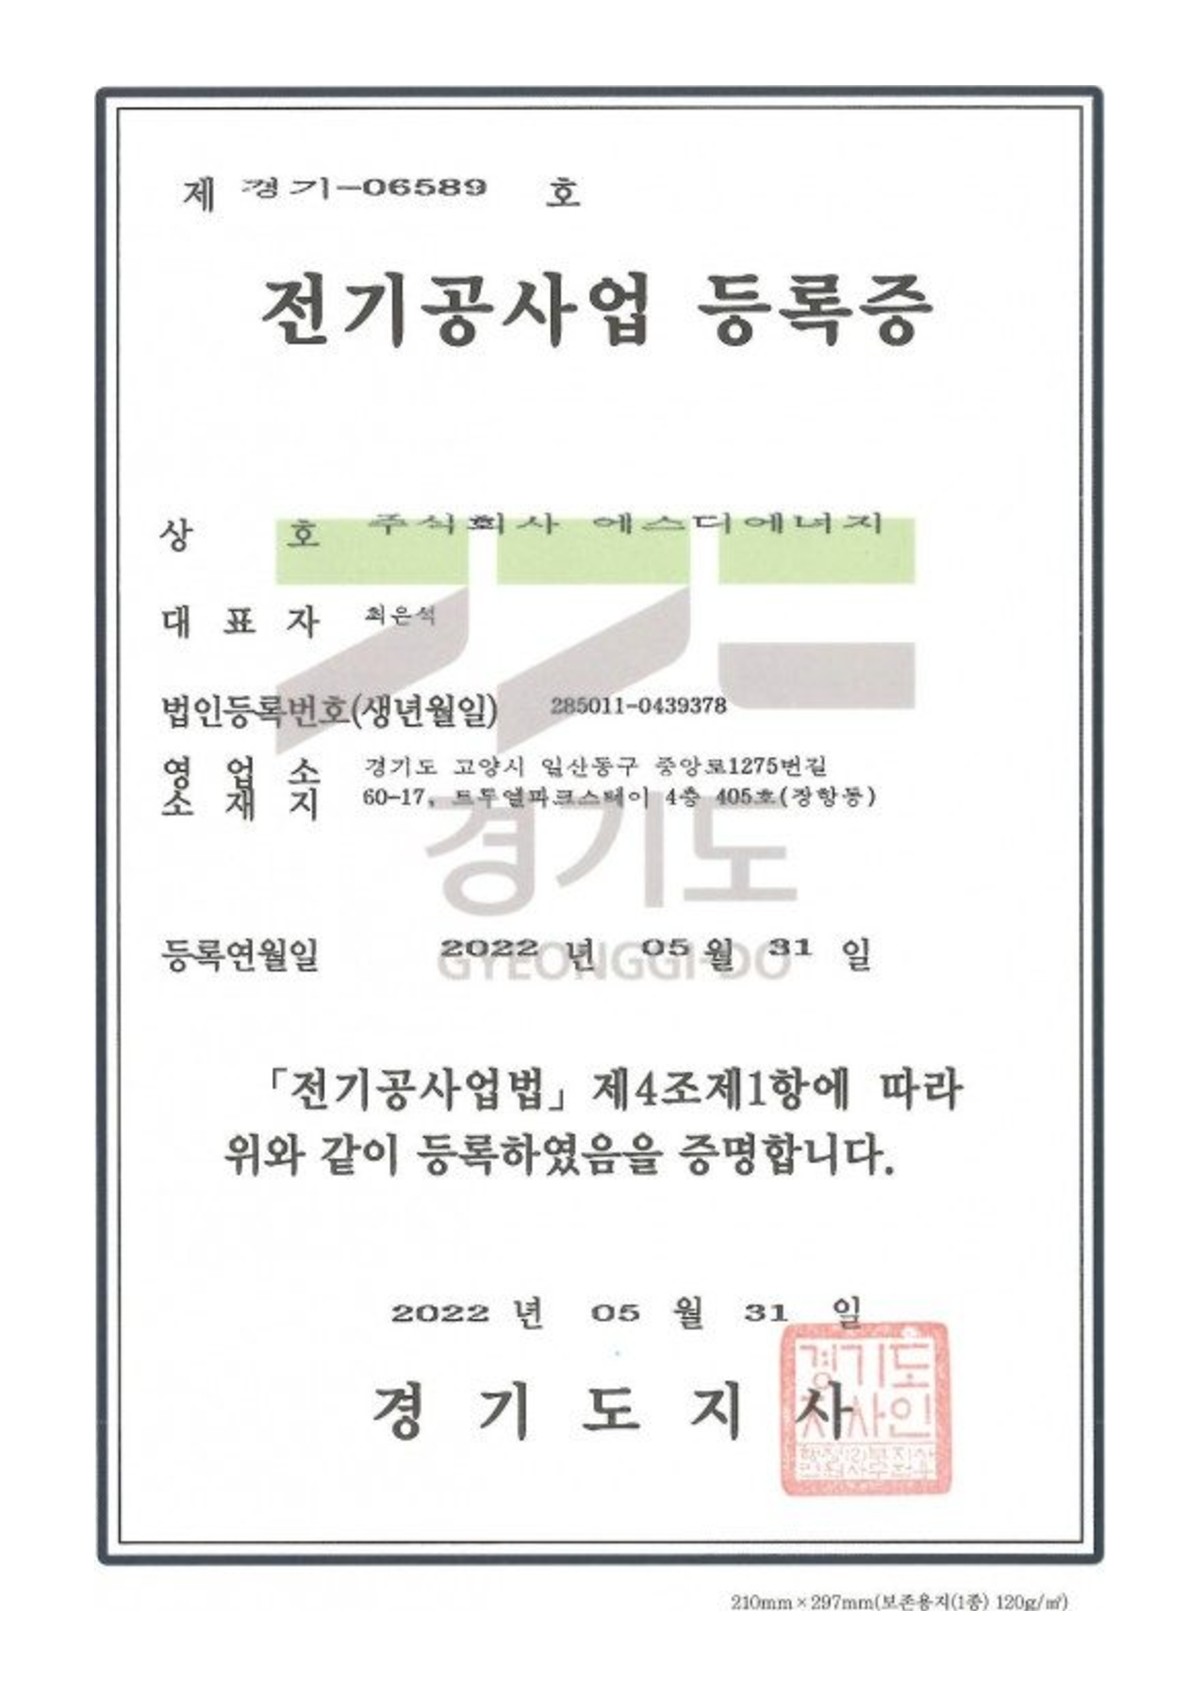 제 경기-06589 호
전기공사업 등록증
상 호 주식회사 에스디에너지
대 표 자 최은석
법인등록번호(생년월일) 285011-0439378
영 업 소 경기도 고양시 일산동구 중앙로1275번길
소 재 지 60-17, 트루엘파크스테이 4층 405호(장항동)
경기도
등록연월일 2022 년 05 월 31 일
GYEONGGI-DO
「전기공사업법」 제4조제1항에 따라
위와 같이 등록하였음을 증명합니다.
2022 년 05 월 31 일
경 기 도 지 사
경기도
지사인
210mm×297mm(보존용지(1종) 120g/㎡)